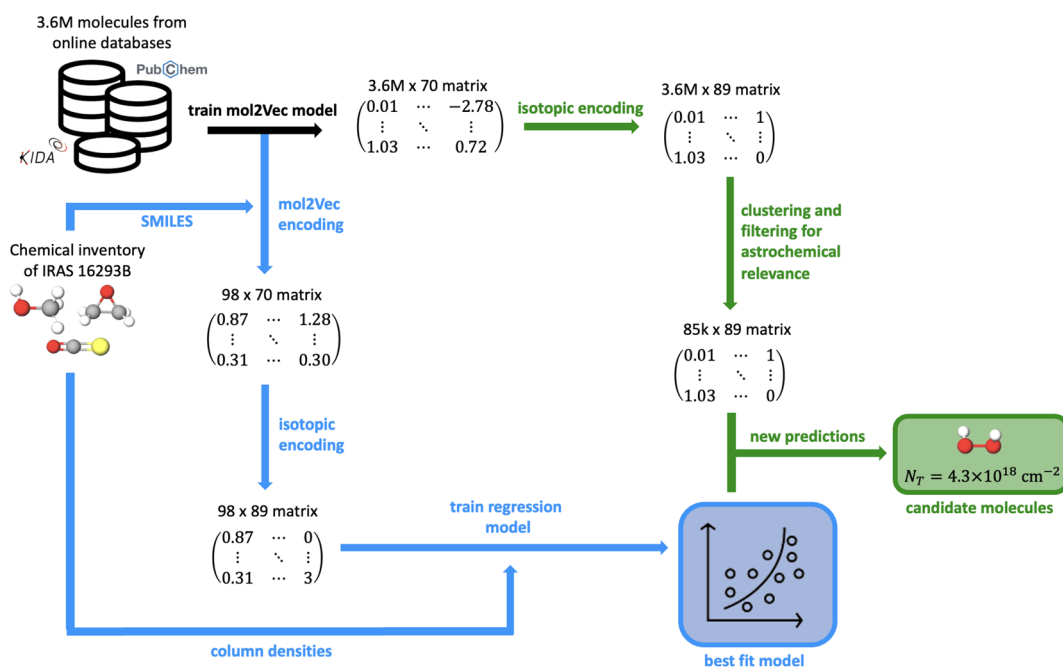 3.6M molecules from
online databases
PubChem
KIDA
train mol2Vec model
3.6M x 70 matrix
0.01 ⋯ −2.78
⋮ ⋱ ⋮
1.03 ⋯ 0.72
isotopic encoding
3.6M x 89 matrix
0.01 ⋯ 1
⋮ ⋱ ⋮
1.03 ⋯ 0
SMILES
mol2Vec
encoding
clustering and
filtering for
astrochemical
relevance
Chemical inventory
of IRAS 16293B
98 x 70 matrix
0.87 ⋯ 1.28
⋮ ⋱ ⋮
0.31 ⋯ 0.30
85k x 89 matrix
0.01 ⋯ 1
⋮ ⋱ ⋮
1.03 ⋯ 0
isotopic
encoding
new predictions
N_T = 4.3×10^18 cm^−2
candidate molecules
98 x 89 matrix
0.87 ⋯ 0
⋮ ⋱ ⋮
0.31 ⋯ 3
train regression
model
column densities
best fit model